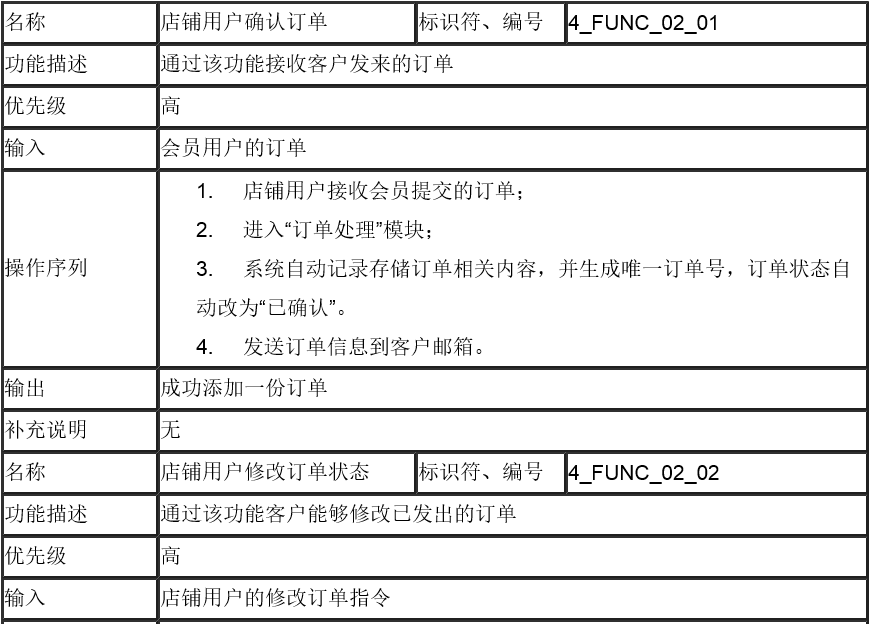 名称 店铺用户确认订单 标识符、编号 4_FUNC_02_01
功能描述 通过该功能接收客户发来的订单
优先级 高
输入 会员用户的订单
操作序列
1. 店铺用户接收会员提交的订单；
2. 进入“订单处理”模块；
3. 系统自动记录存储订单相关内容，并生成唯一订单号，订单状态自
动改为“已确认”。
4. 发送订单信息到客户邮箱。
输出 成功添加一份订单
补充说明 无
名称 店铺用户修改订单状态 标识符、编号 4_FUNC_02_02
功能描述 通过该功能客户能够修改已发出的订单
优先级 高
输入 店铺用户的修改订单指令